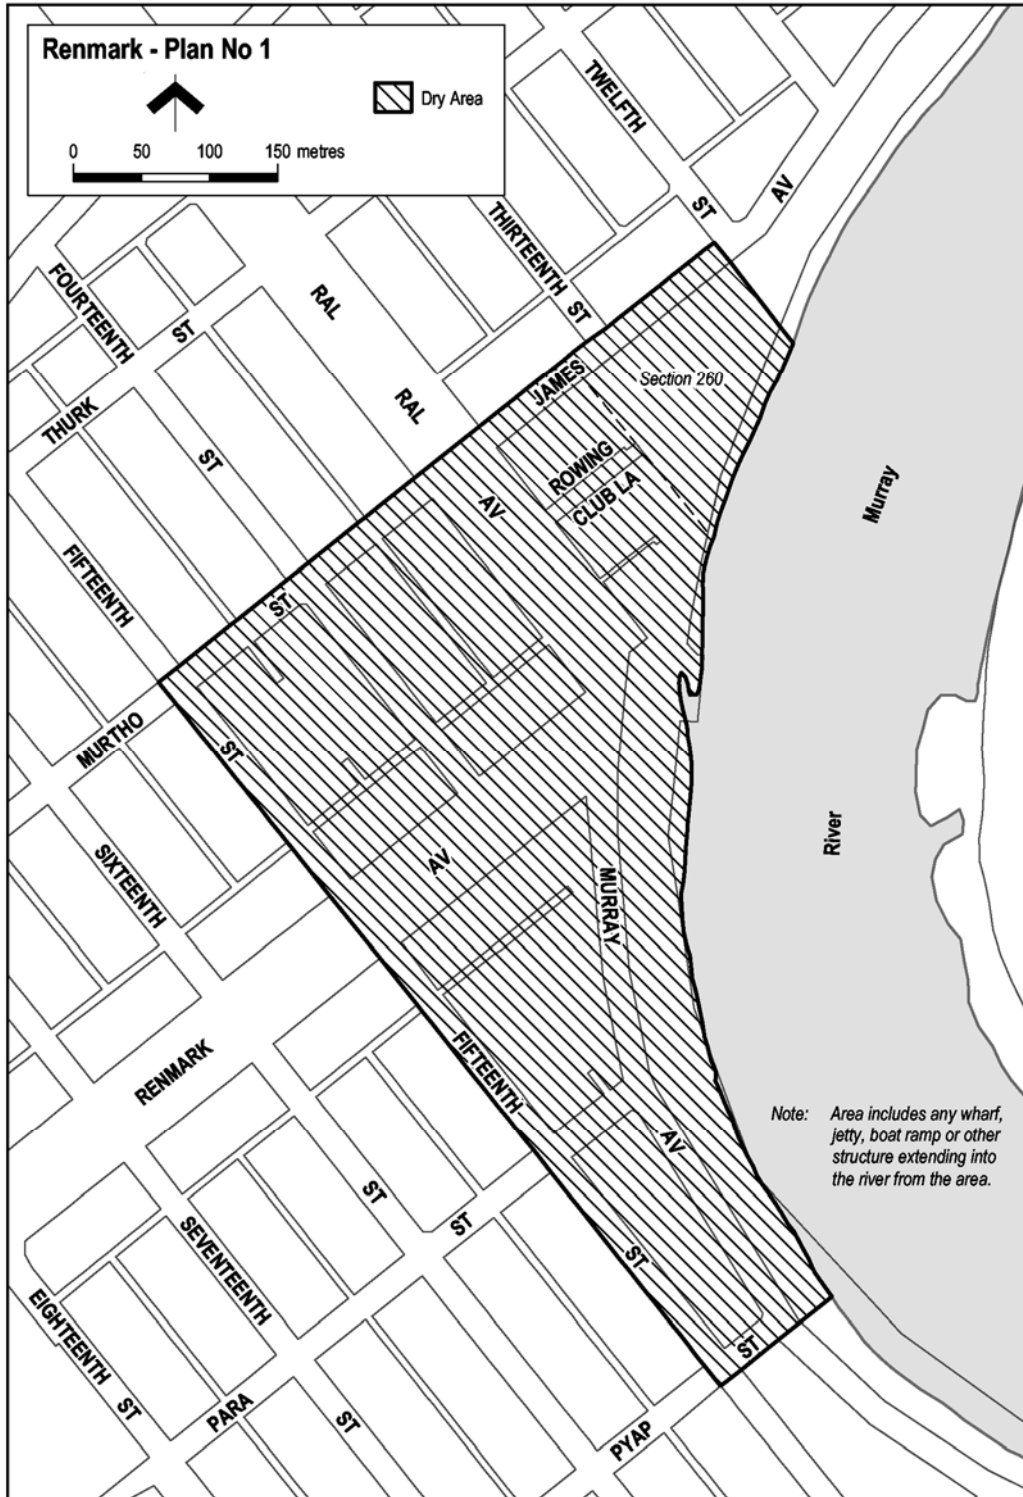 Renmark - Plan No 1
Dry Area
0 50 100 150 metres
TWELFTH
ST
AV
THIRTEENTH
ST
FOURTEENTH
ST
RAL
RAL
JAMES
Section 260
THURK
ST
ROWING
CLUB LA
AV
Murray
FIFTEENTH
ST
MURTHO
ST
River
SIXTEENTH
AV
MURRAY
RENMARK
FIFTEENTH
AV
Note: Area includes any wharf,
jetty, boat ramp or other
structure extending into
the river from the area.
ST
ST
SEVENTEENTH
ST
EIGHTEENTH
ST
ST
PARA
ST
PYAP